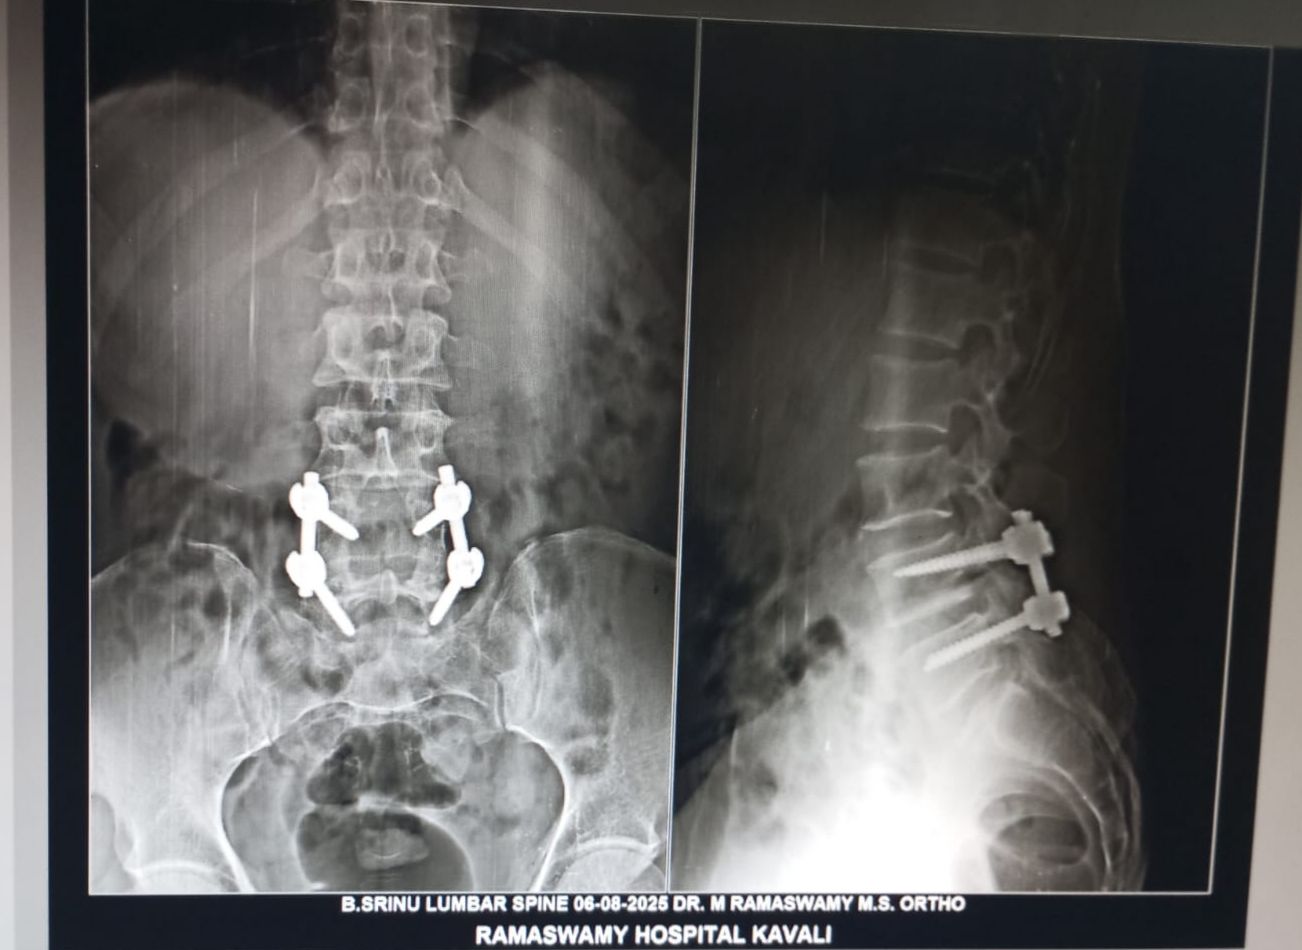 B.SRINU LUMBAR SPINE 06-08-2025 DR. M RAMASWAMY M.S. ORTHO
RAMASWAMY HOSPITAL KAVALI